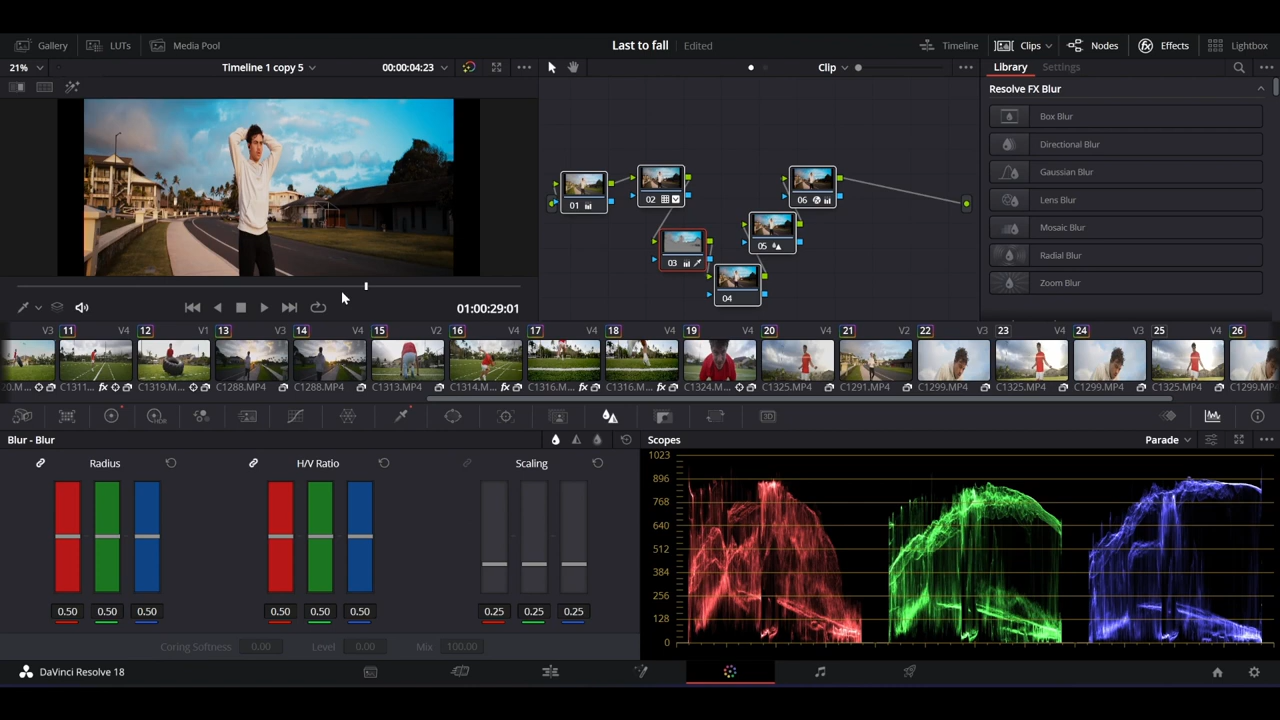 Gallery LUTs Media Pool Last to fall Edited Timeline Clips Nodes Effects Lightbox
21% Timeline 1 copy 5 00:00:04:23 Clip Library Settings
Resolve FX Blur
Box Blur
Directional Blur
Gaussian Blur
Lens Blur
Mosaic Blur
Radial Blur
Zoom Blur
01 02 03 04 05 06
01:00:29:01
V3 11 V4 12 V3 13 V4 14 V4 15 V2 16 V4 17 V4 18 V4 19 V4 20 V4 21 V2 22 V3 23 V4 24 V3 25 V4 26
20.M... C1311... C1319.M... C1288.MP4 C1288.MP4 C1313.MP4 C1314.M... C1316.M... C1316.M... C1324.M... C1325.MP4 C1291.MP4 C1299.MP4 C1325.MP4 C1299.MP4 C1325.MP4 C1299.M
Blur - Blur Scopes Parade
Radius H/V Ratio Scaling
0.50 0.50 0.50 0.50 0.50 0.50 0.25 0.25 0.25
Coring Softness 0.00 Level 0.00 Mix 100.00
1023
896
768
640
512
384
256
128
0
DaVinci Resolve 18